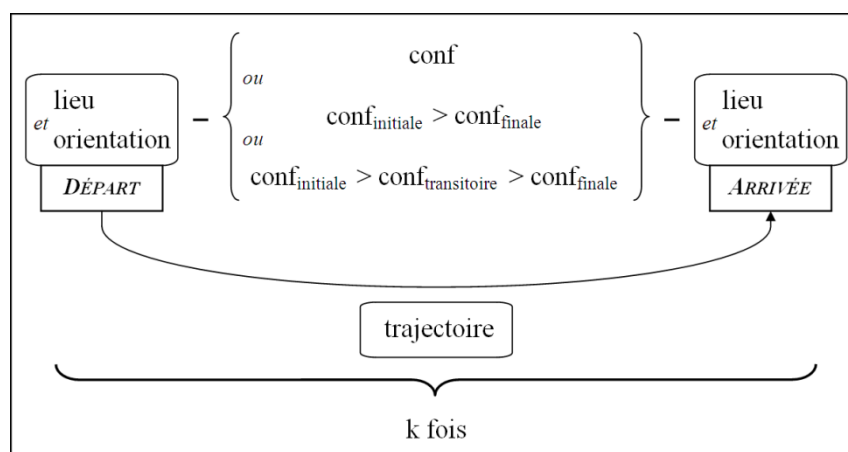 lieu
et orientation
DÉPART
–
conf
ou
conf initiale > conf finale
ou
conf initiale > conf transitoire > conf finale
–
lieu
et orientation
ARRIVÉE
trajectoire
k fois